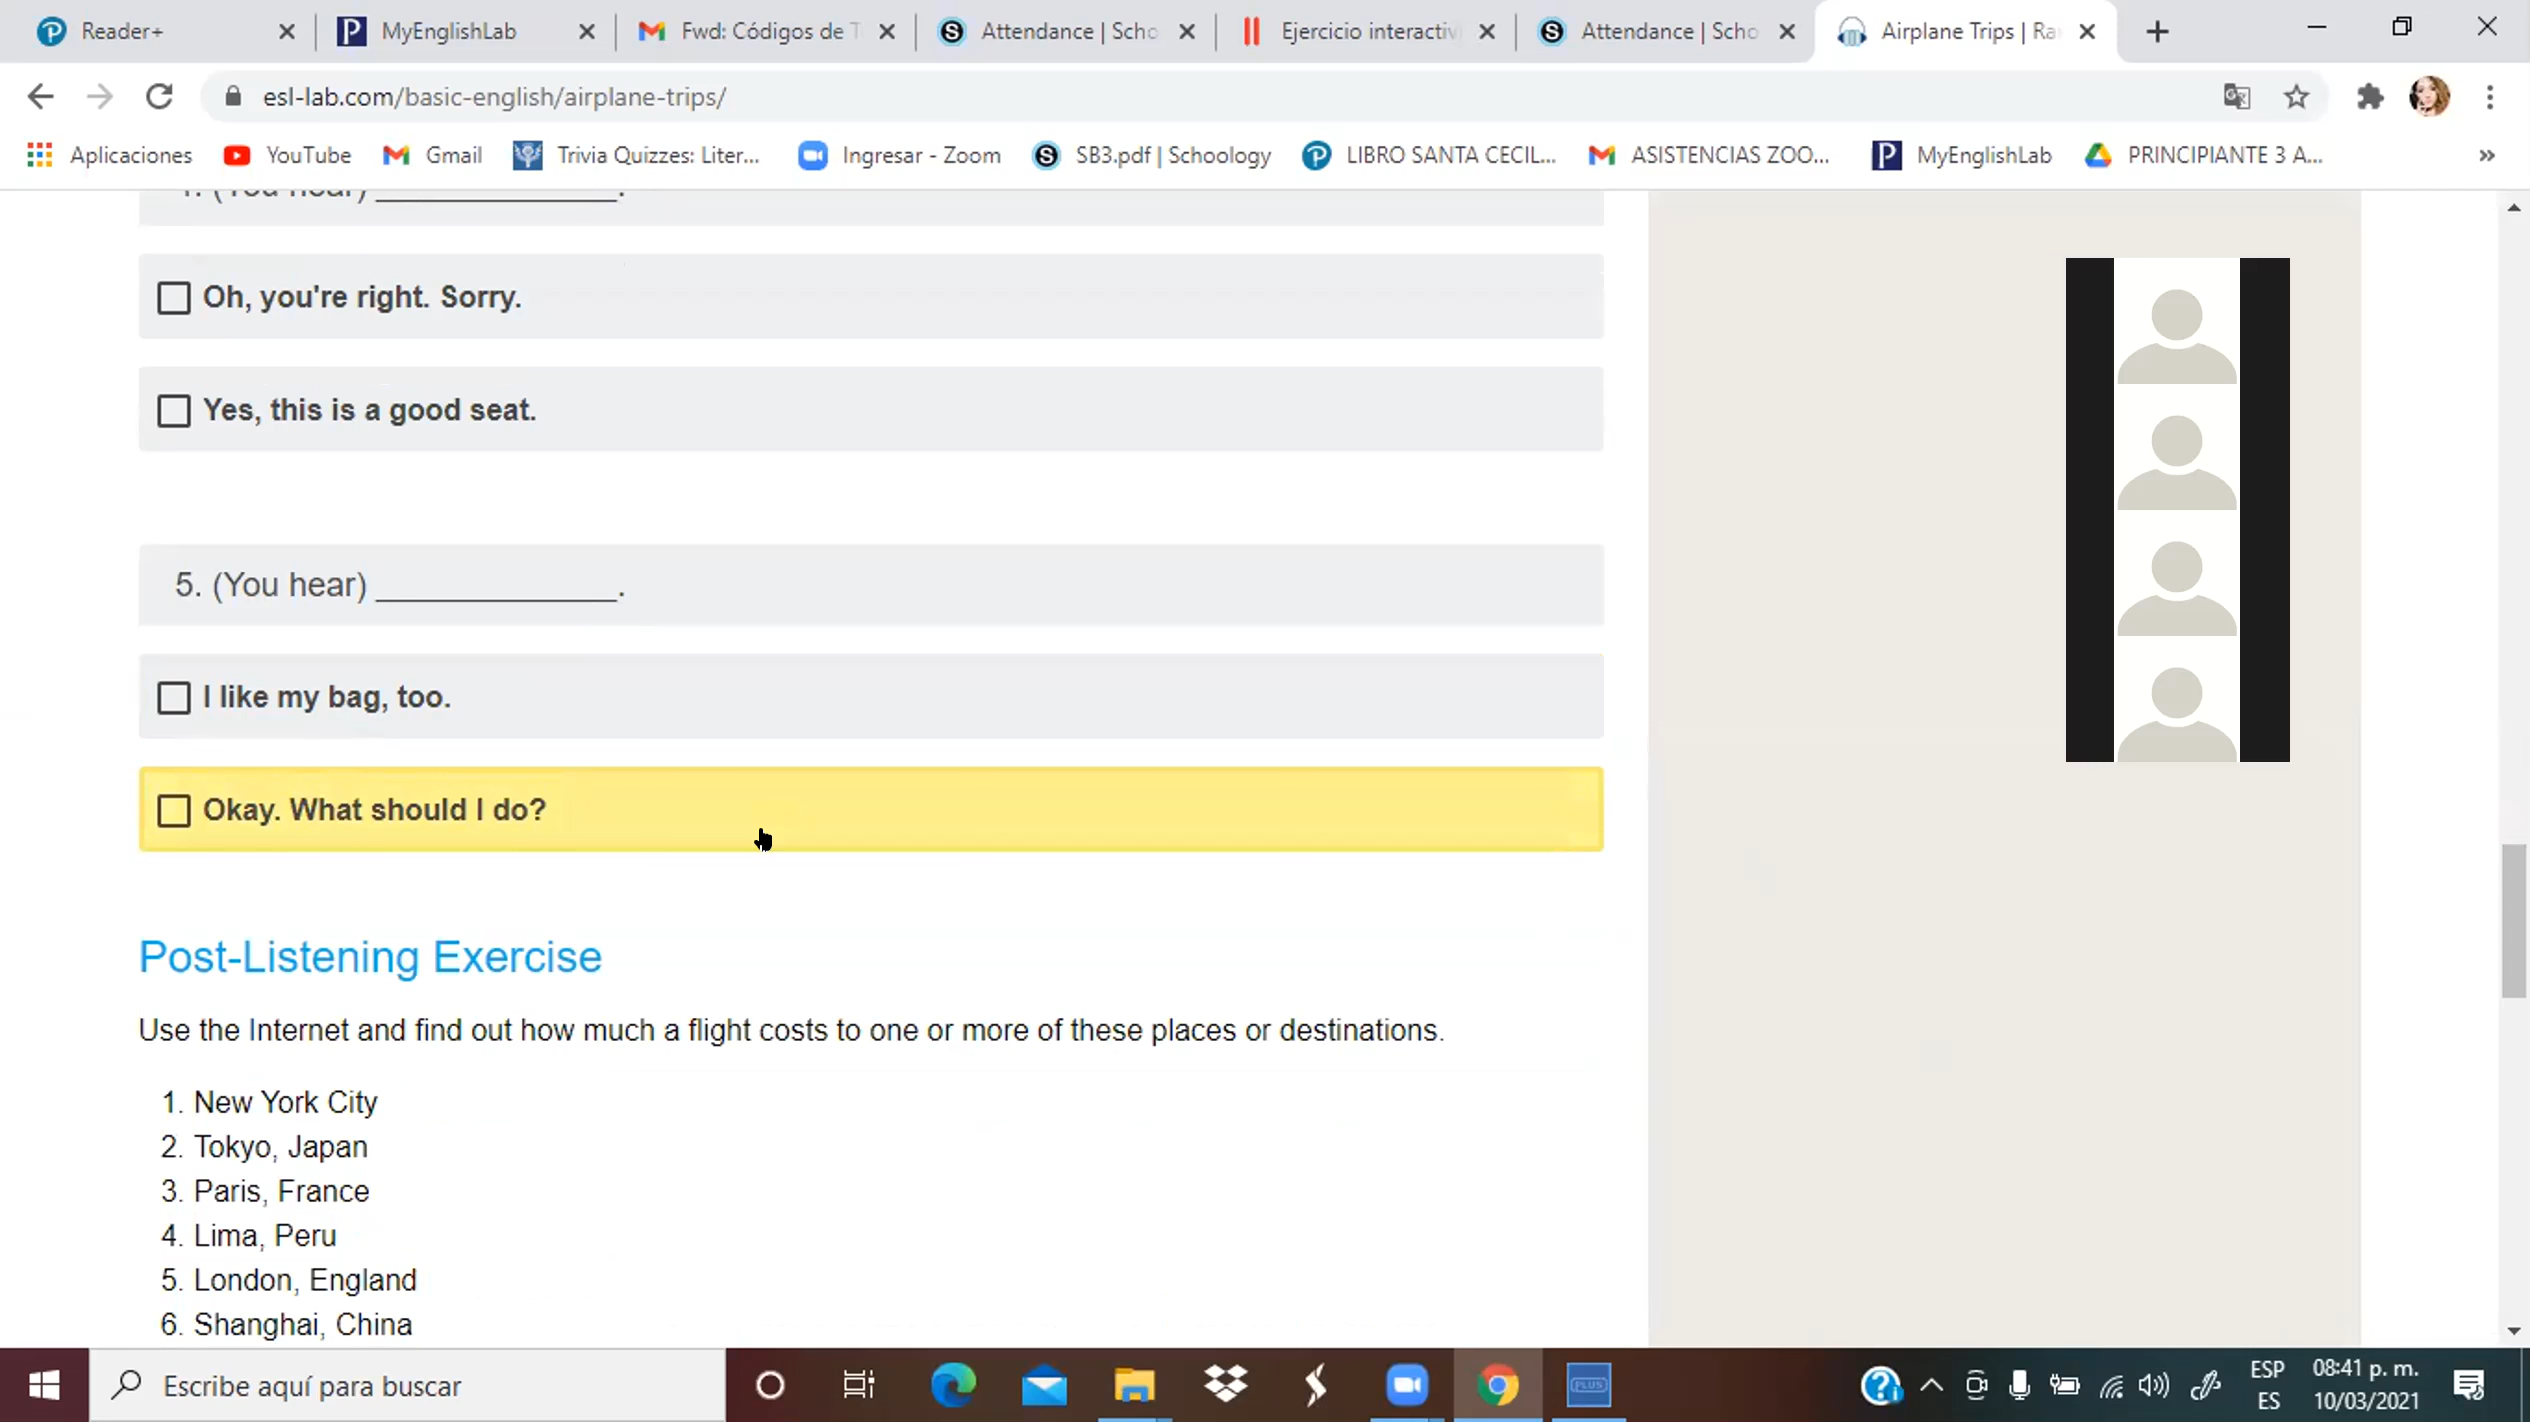 Reader+
MyEnglishLab
Fwd: Códigos de T
Attendance | Scho
Ejercicio interactiv
Attendance | Scho
Airplane Trips | Ra
esl-lab.com/basic-english/airplane-trips/
Aplicaciones
YouTube
Gmail
Trivia Quizzes: Liter...
Ingresar - Zoom
SB3.pdf | Schoology
LIBRO SANTA CECIL...
ASISTENCIAS ZOO...
MyEnglishLab
PRINCIPIANTE 3 A...
(You hear) ____________.
Oh, you're right. Sorry.
Yes, this is a good seat.
5. (You hear) ____________.
I like my bag, too.
Okay. What should I do?
Post-Listening Exercise
Use the Internet and find out how much a flight costs to one or more of these places or destinations.
1. New York City
2. Tokyo, Japan
3. Paris, France
4. Lima, Peru
5. London, England
6. Shanghai, China
Escribe aquí para buscar
PLUS
ESP
ES
08:41 p. m.
10/03/2021